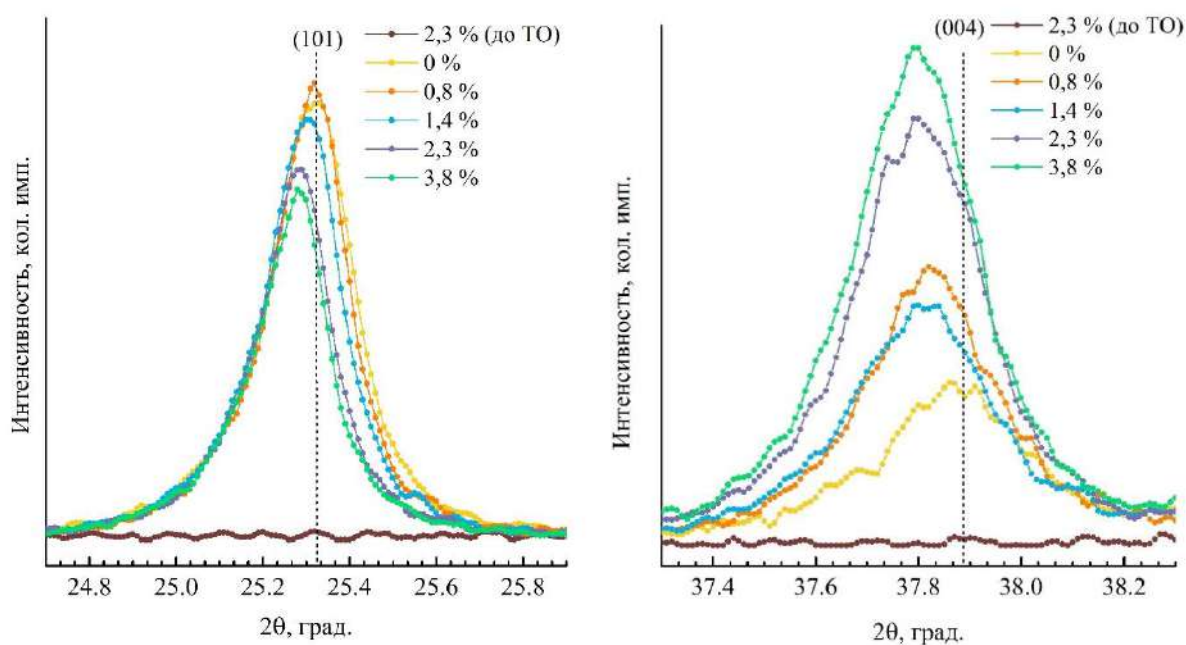 (101)
2,3 % (до ТО)
0 %
0,8 %
1,4 %
2,3 %
3,8 %
Интенсивность, кол. имп.
24.8 25.0 25.2 25.4 25.6 25.8
2θ, град.
(004)
2,3 % (до ТО)
0 %
0,8 %
1,4 %
2,3 %
3,8 %
Интенсивность, кол. имп.
37.4 37.6 37.8 38.0 38.2
2θ, град.